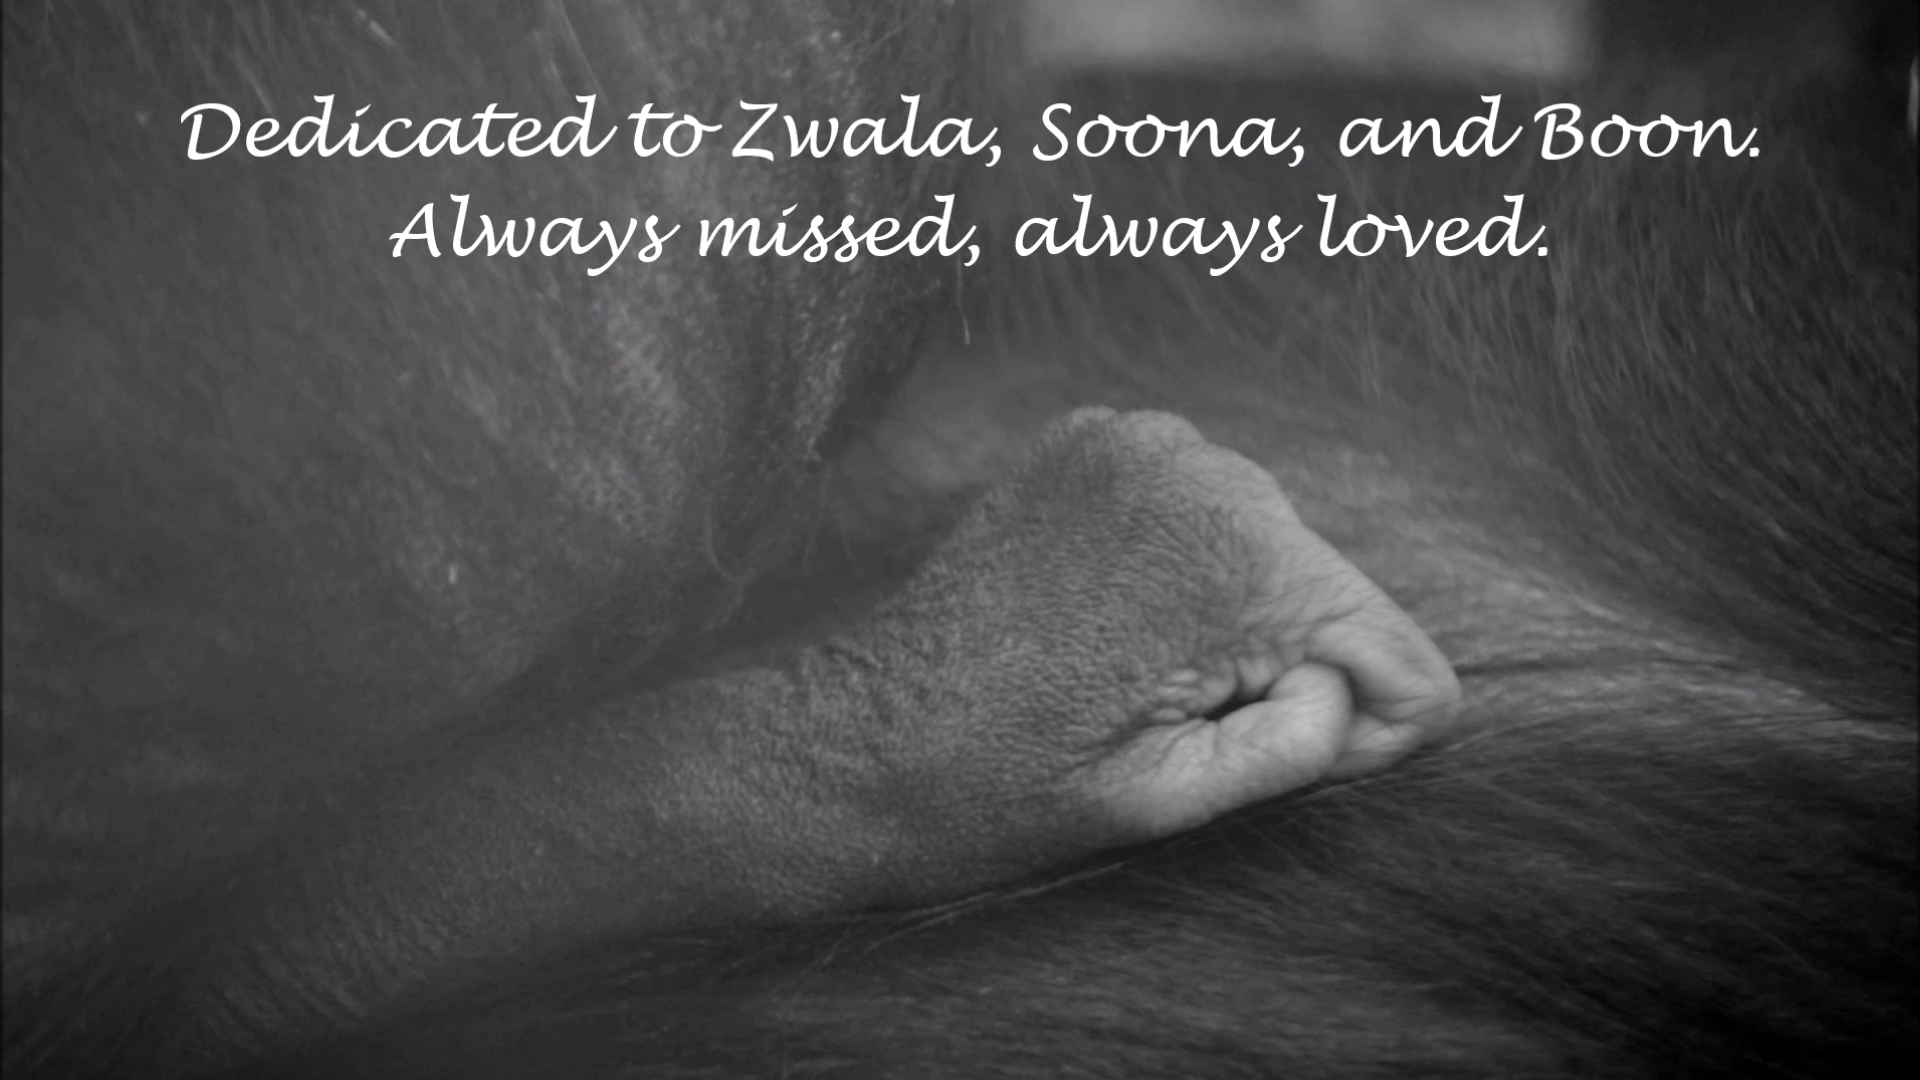 Dedicated to Zwala, Soona, and Boon.
Always missed, always loved.